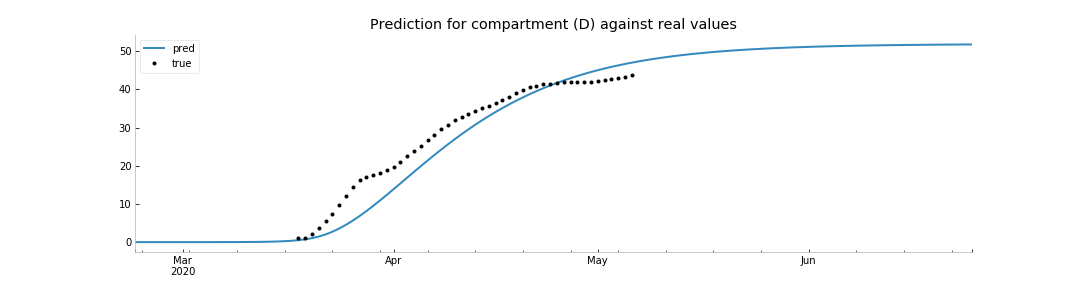 Prediction for compartment (D) against real values
pred
true
50
40
30
20
10
0
Mar
2020
Apr
May
Jun